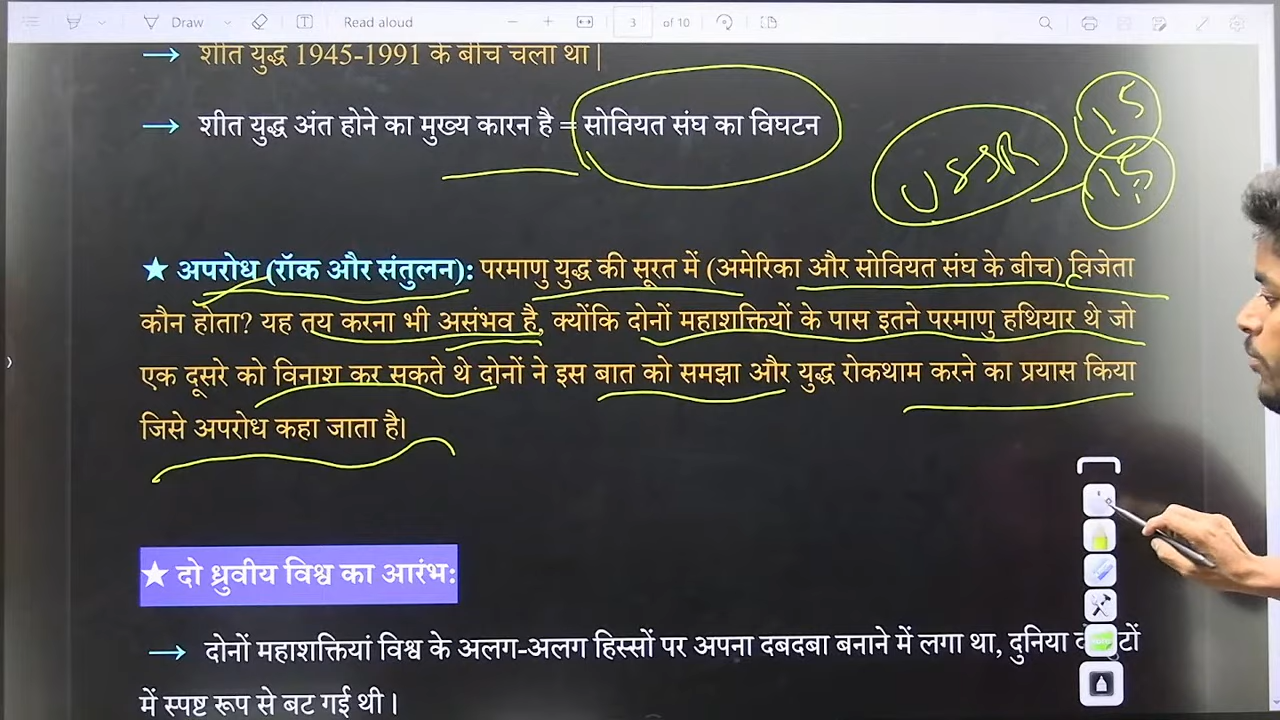 Draw
Read aloud
3 of 10
→ शीत युद्ध 1945-1991 के बीच चला था |
→ शीत युद्ध अंत होने का मुख्य कारन है = सोवियत संघ का विघटन
15
USSR
15
★ अपरोध (रॉक और संतुलन): परमाणु युद्ध की सूरत में (अमेरिका और सोवियत संघ के बीच) विजेता
कौन होता? यह तय करना भी असंभव है, क्योंकि दोनों महाशक्तियों के पास इतने परमाणु हथियार थे जो
एक दूसरे को विनाश कर सकते थे दोनों ने इस बात को समझा और युद्ध रोकथाम करने का प्रयास किया
जिसे अपरोध कहा जाता है।
★ दो ध्रुवीय विश्व का आरंभ:
→ दोनों महाशक्तियां विश्व के अलग-अलग हिस्सों पर अपना दबदबा बनाने में लगा था, दुनिया
में स्पष्ट रूप से बट गई थी |